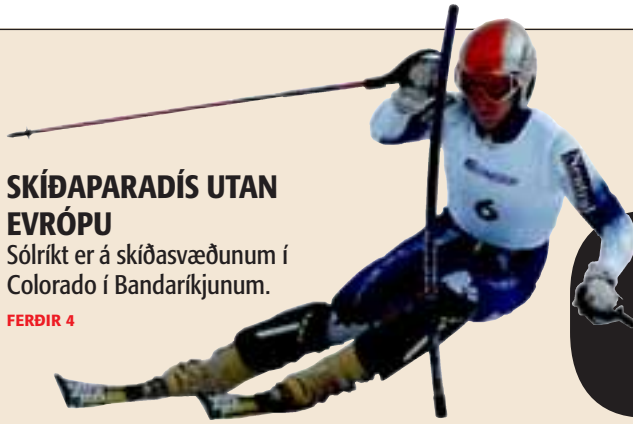 SKÍÐAPARADÍS UTAN
EVRÓPU
Sólríkt er á skíðasvæðunum í
Colorado í Bandaríkjunum.
FERÐIR 4
6